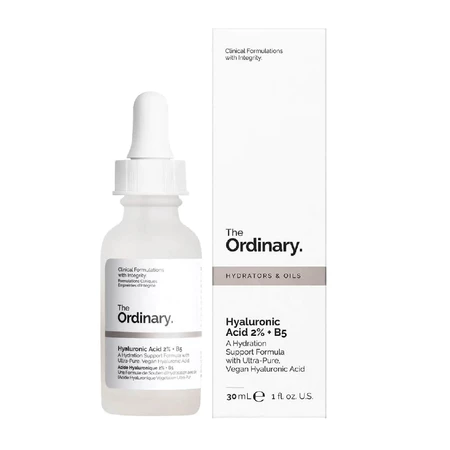 Clinical Formulations
with Integrity.
The
Ordinary.
HYDRATORS & OILS
Hyaluronic
Acid 2% + B5
A Hydration
Support Formula
with Ultra-Pure,
Vegan Hyaluronic Acid
30 mL ℮ 1 fl. oz. U.S.
Clinical Formulations
with Integrity.
Formulations Cliniques
The
Ordinary.
Hyaluronic Acid 2% + B5
A Hydration Support Formula with
Ultra-Pure, Vegan Hyaluronic Acid
Acide Hyaluronique 2% + B5